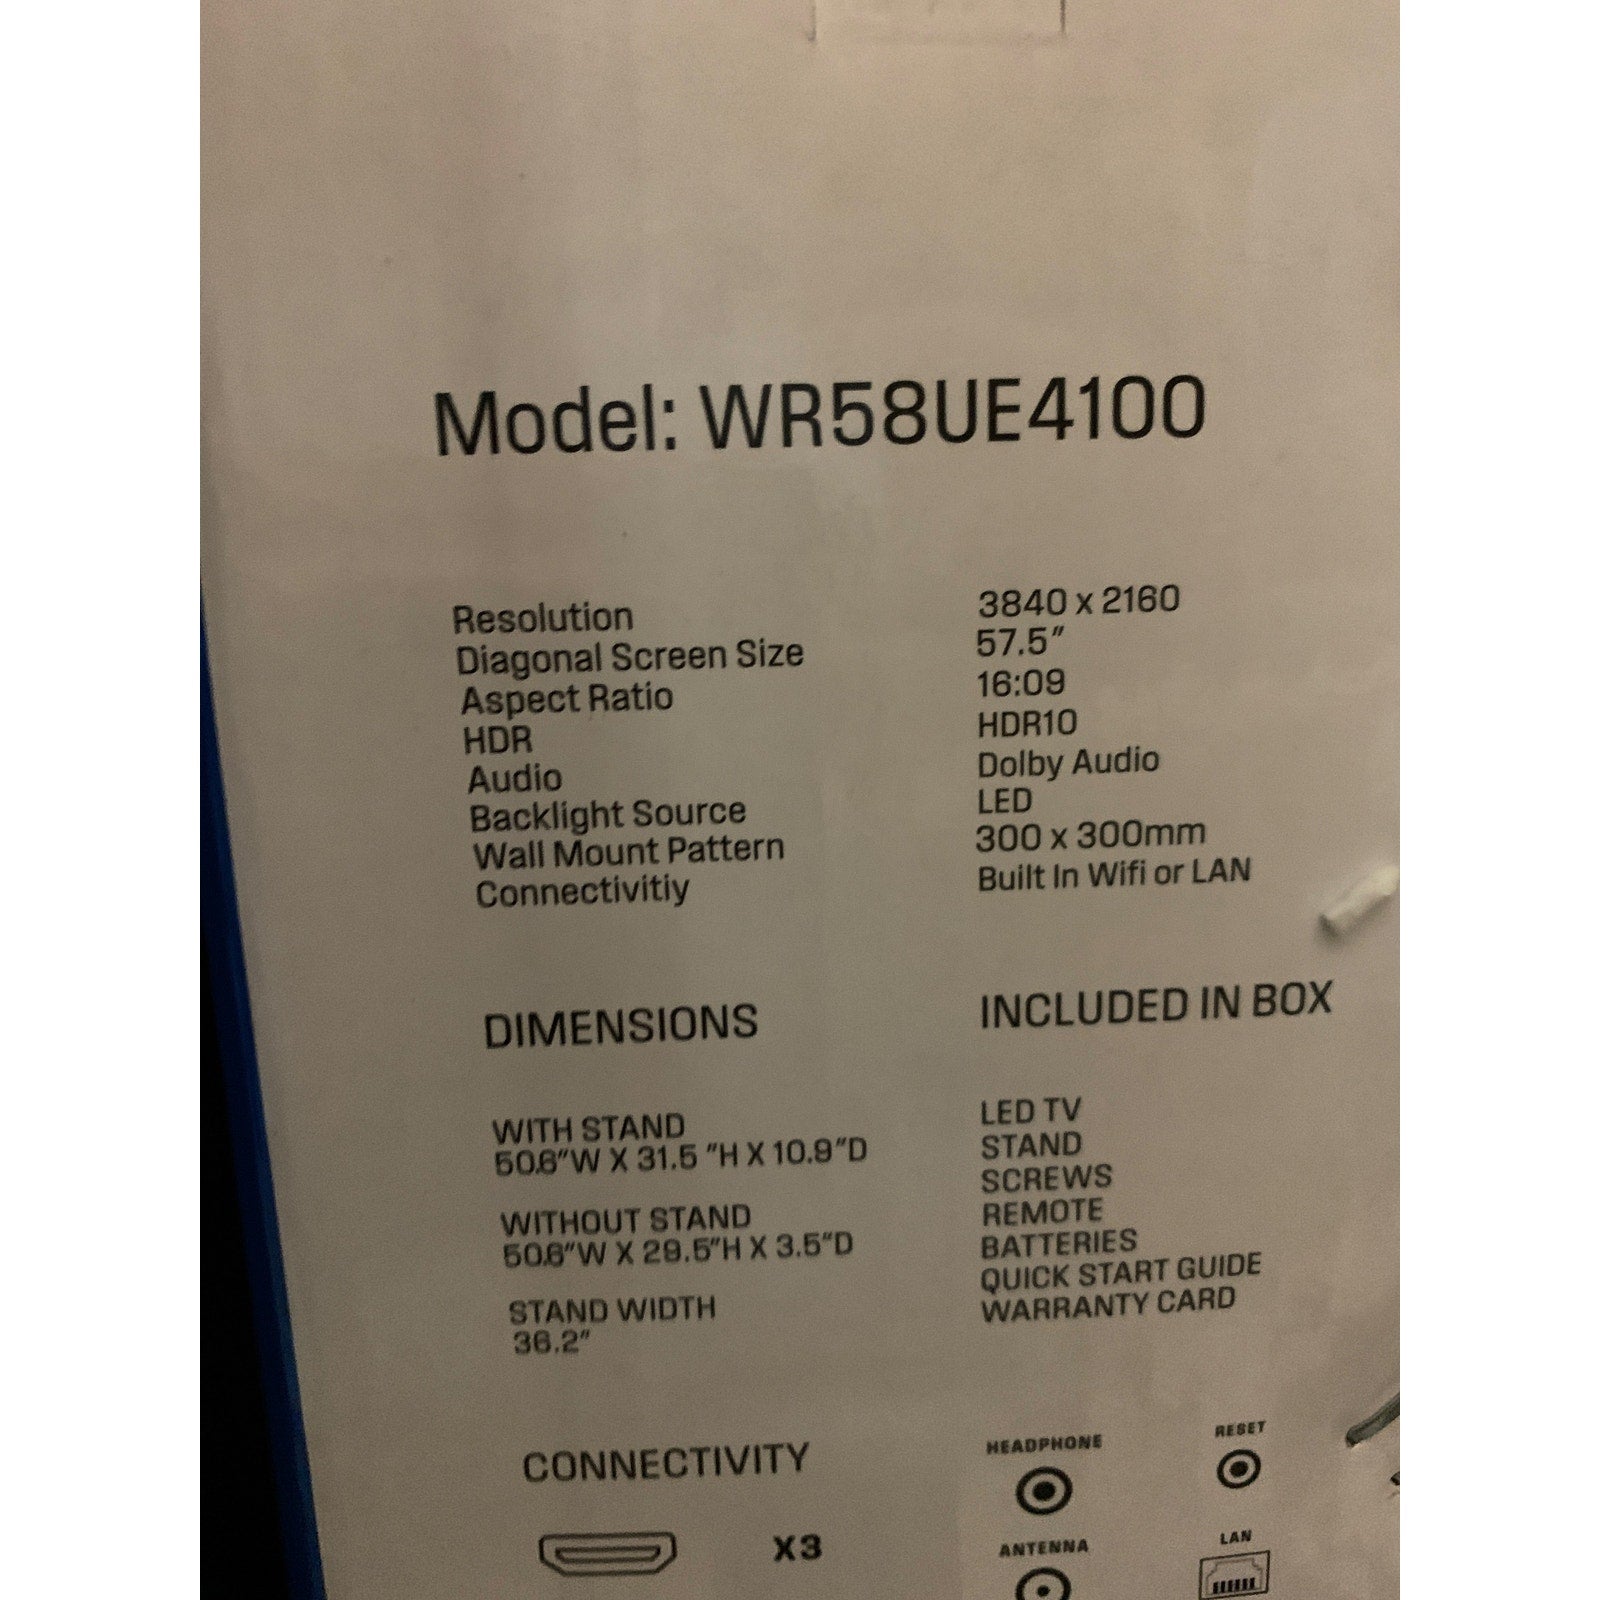 Model: WR58UE4100
Resolution 3840 x 2160
Diagonal Screen Size 57.5"
Aspect Ratio 16:09
HDR HDR10
Audio Dolby Audio
Backlight Source LED
Wall Mount Pattern 300 x 300mm
Connectivitiy Built In Wifi or LAN
DIMENSIONS
WITH STAND
50.6"W X 31.5 "H X 10.9"D
WITHOUT STAND
50.6"W X 29.5"H X 3.5"D
STAND WIDTH
36.2"
INCLUDED IN BOX
LED TV
STAND
SCREWS
REMOTE
BATTERIES
QUICK START GUIDE
WARRANTY CARD
CONNECTIVITY
X3
HEADPHONE
RESET
ANTENNA
LAN